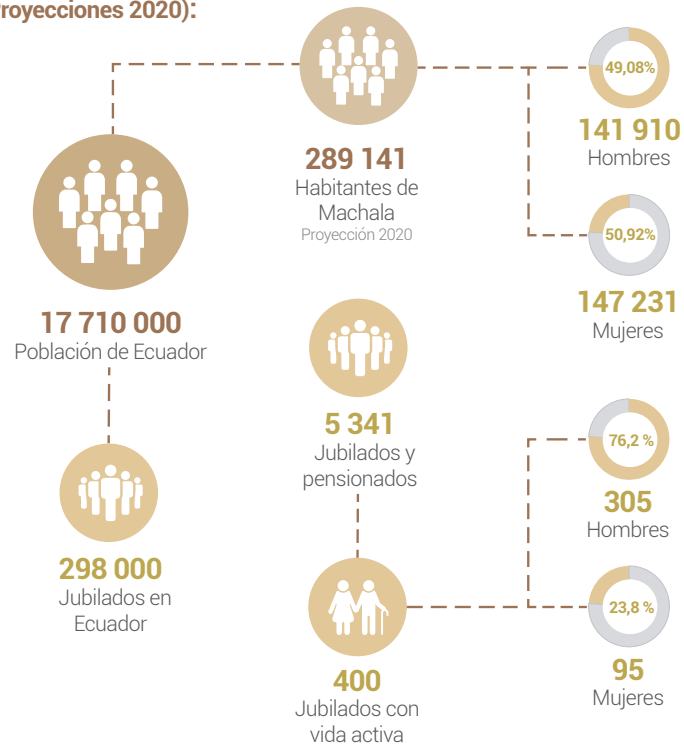 Proyecciones 2020):
17 710 000
Población de Ecuador
298 000
Jubilados en
Ecuador
289 141
Habitantes de
Machala
Proyección 2020
5 341
Jubilados y
pensionados
400
Jubilados con
vida activa
49,08%
141 910
Hombres
50,92%
147 231
Mujeres
76,2 %
305
Hombres
23,8 %
95
Mujeres